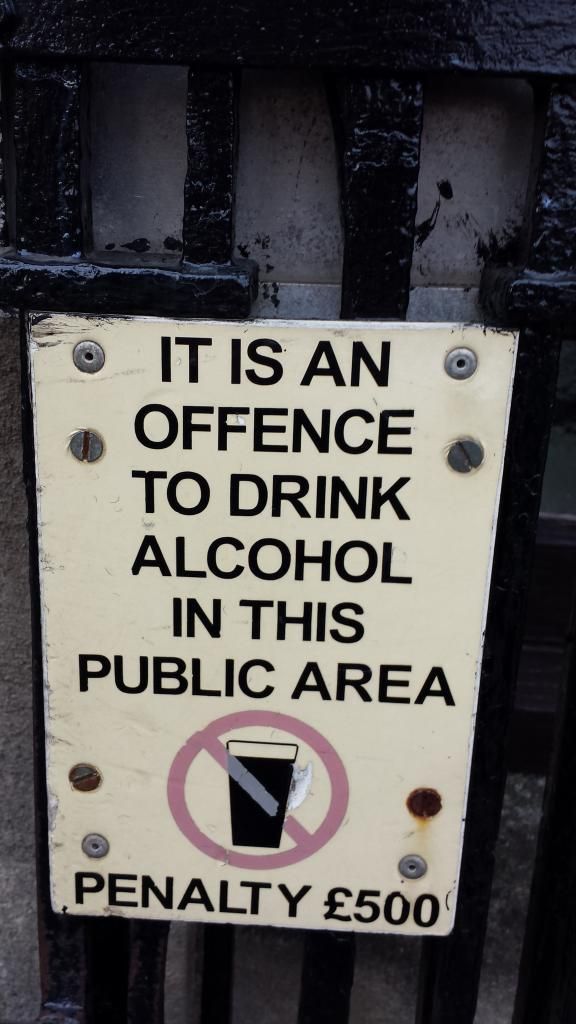 IT IS AN
OFFENCE
TO DRINK
ALCOHOL
IN THIS
PUBLIC AREA
PENALTY £500